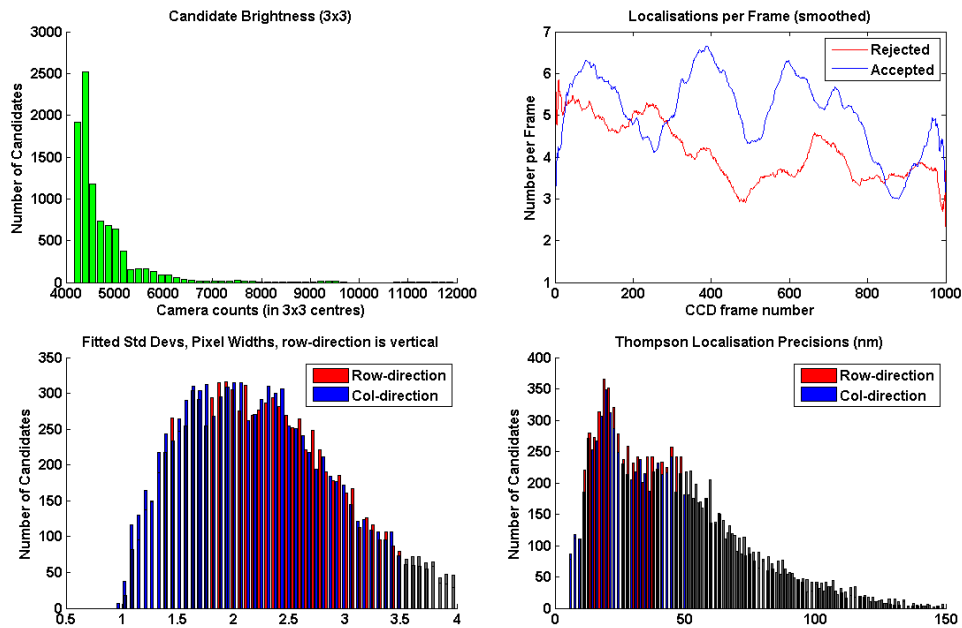 Candidate Brightness (3x3)
Number of Candidates
3000
2500
2000
1500
1000
500
0
4000 5000 6000 7000 8000 9000 10000 11000 12000
Camera counts (in 3x3 centres)
Localisations per Frame (smoothed)
Number per Frame
7
6
5
4
3
2
1
Rejected
Accepted
0 200 400 600 800 1000
CCD frame number
Fitted Std Devs, Pixel Widths, row-direction is vertical
Number of Candidates
350
300
250
200
150
100
50
0
Row-direction
Col-direction
0.5 1 1.5 2 2.5 3 3.5 4
Thompson Localisation Precisions (nm)
Number of Candidates
400
350
300
250
200
150
100
50
0
Row-direction
Col-direction
0 50 100 150